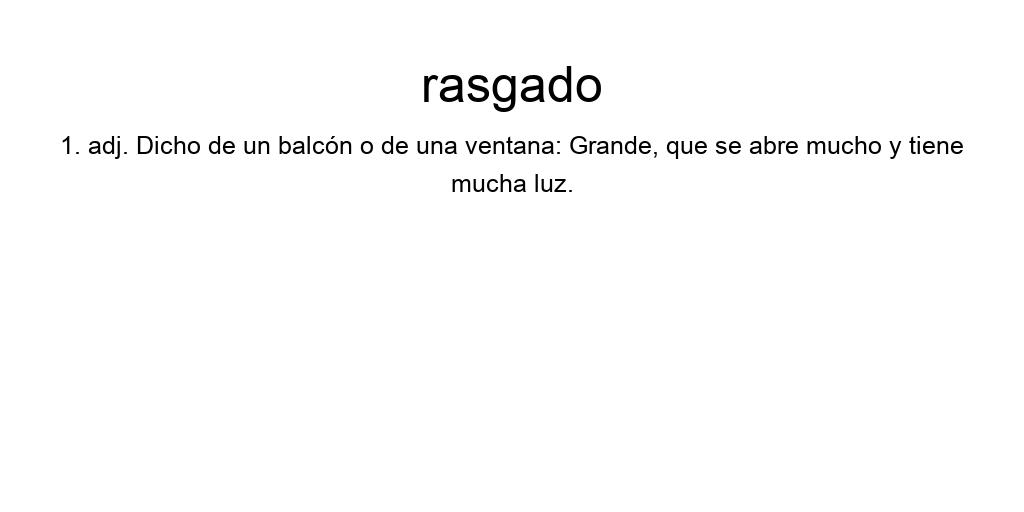 rasgado
1. adj. Dicho de un balcón o de una ventana: Grande, que se abre mucho y tiene
mucha luz.